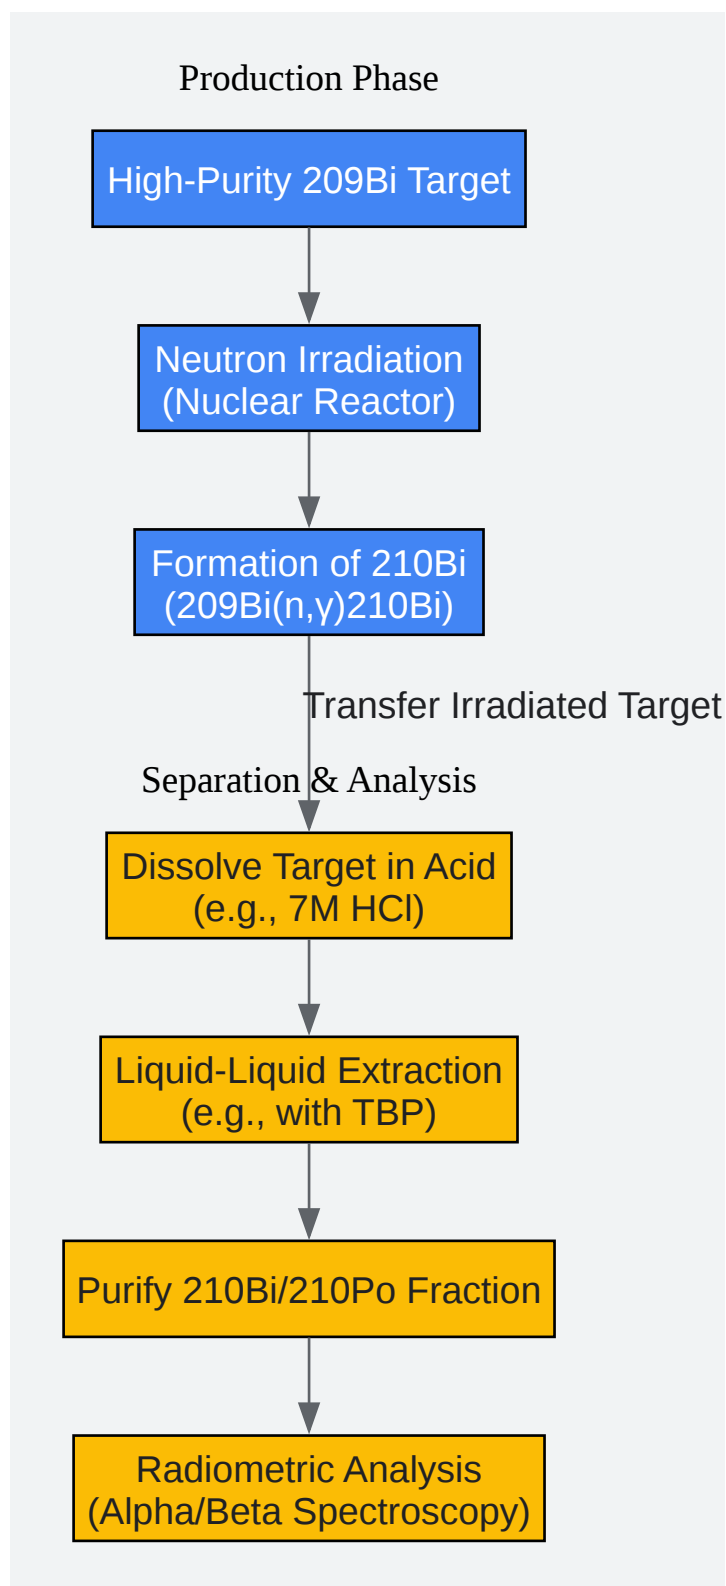 Production Phase
High-Purity 209Bi Target
Neutron Irradiation
(Nuclear Reactor)
Formation of 210Bi
(209Bi(n,γ)210Bi)
Transfer Irradiated Target
Separation & Analysis
Dissolve Target in Acid
(e.g., 7M HCl)
Liquid-Liquid Extraction
(e.g., with TBP)
Purify 210Bi/210Po Fraction
Radiometric Analysis
(Alpha/Beta Spectroscopy)